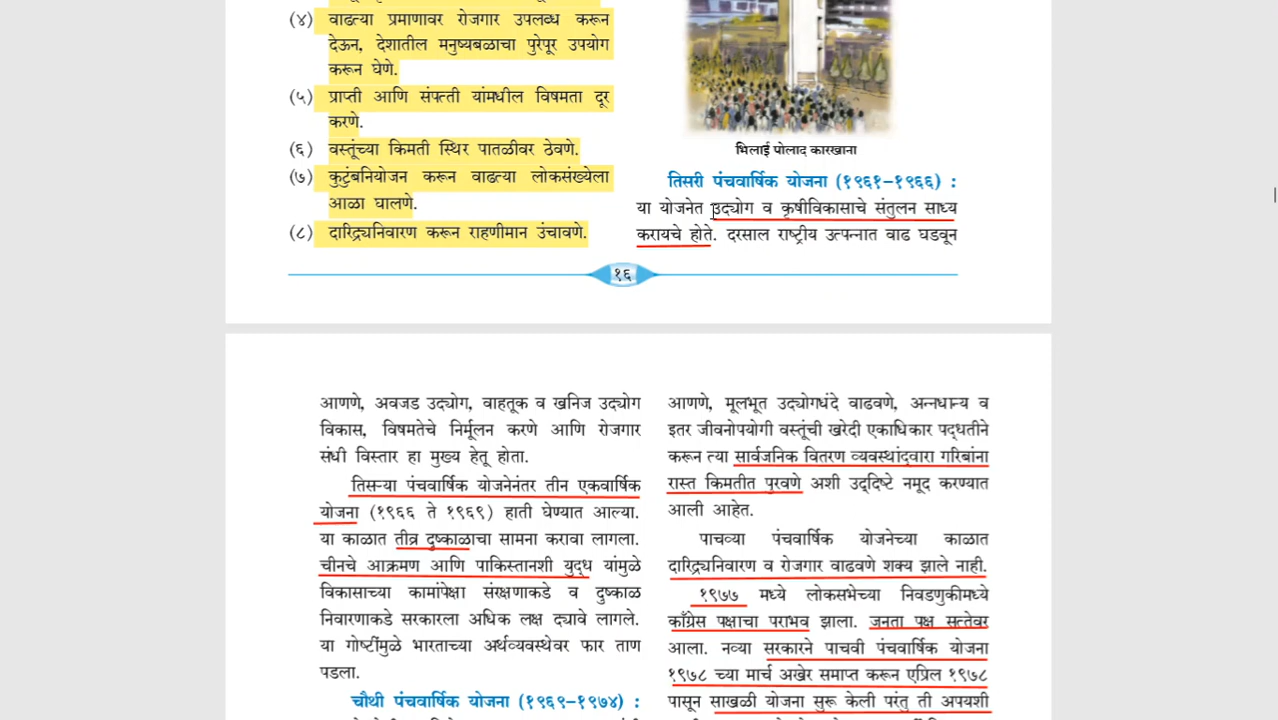 (४) वाढत्या प्रमाणावर रोजगार उपलब्ध करून
देऊन, देशातील मनुष्यबळाचा पुरेपूर उपयोग
करून घेणे.
(५) प्राप्ती आणि संपत्ती यांमधील विषमता दूर
करणे.
(६) वस्तूंच्या किमती स्थिर पातळीवर ठेवणे.
(७) कुटुंबनियोजन करून वाढत्या लोकसंख्येला
आळा घालणे.
(८) दारिद्र्यनिवारण करून राहणीमान उंचावणे.
भिलाई पोलाद कारखाना
तिसरी पंचवार्षिक योजना (१९६१-१९६६) :
या योजनेत उद्योग व कृषीविकासाचे संतुलन साध्य
करायचे होते. दरसाल राष्ट्रीय उत्पन्नात वाढ घडवून
१६
आणणे, अवजड उद्योग, वाहतूक व खनिज उद्योग
विकास, विषमतेचे निर्मूलन करणे आणि रोजगार
संधी विस्तार हा मुख्य हेतू होता.
तिसऱ्या पंचवार्षिक योजनेनंतर तीन एकवार्षिक
योजना (१९६६ ते १९६९) हाती घेण्यात आल्या.
या काळात तीव्र दुष्काळाचा सामना करावा लागला.
चीनचे आक्रमण आणि पाकिस्तानशी युद्ध यांमुळे
विकासाच्या कामांपेक्षा संरक्षणाकडे व दुष्काळ
निवारणाकडे सरकारला अधिक लक्ष द्यावे लागले.
या गोष्टींमुळे भारताच्या अर्थव्यवस्थेवर फार ताण
पडला.
चौथी पंचवार्षिक योजना (१९६९-१९७४) :
आणणे, मूलभूत उद्योगधंदे वाढवणे, अन्नधान्य व
इतर जीवनोपयोगी वस्तूंची खरेदी एकाधिकार पद्धतीने
करून त्या सार्वजनिक वितरण व्यवस्थांद्वारा गरिबांना
रास्त किमतीत पुरवणे अशी उद्दिष्टे नमूद करण्यात
आली आहेत.
पाचव्या पंचवार्षिक योजनेच्या काळात
दारिद्र्यनिवारण व रोजगार वाढवणे शक्य झाले नाही.
१९७७ मध्ये लोकसभेच्या निवडणुकीमध्ये
काँग्रेस पक्षाचा पराभव झाला. जनता पक्ष सत्तेवर
आला. नव्या सरकारने पाचवी पंचवार्षिक योजना
१९७८ च्या मार्च अखेर समाप्त करून एप्रिल १९७८
पासून साखळी योजना सुरू केली परंतु ती अपयशी